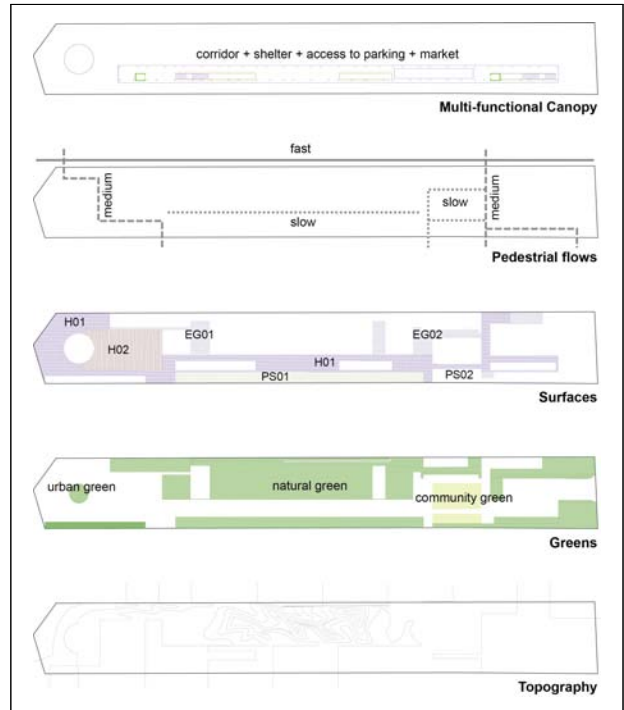 corridor + shelter + access to parking + market
Multi-functional Canopy
fast
medium
slow
medium
slow
Pedestrial flows
H01
EG01
EG02
H02
H01
PS01
PS02
Surfaces
urban green
natural green
community green
Greens
Topography